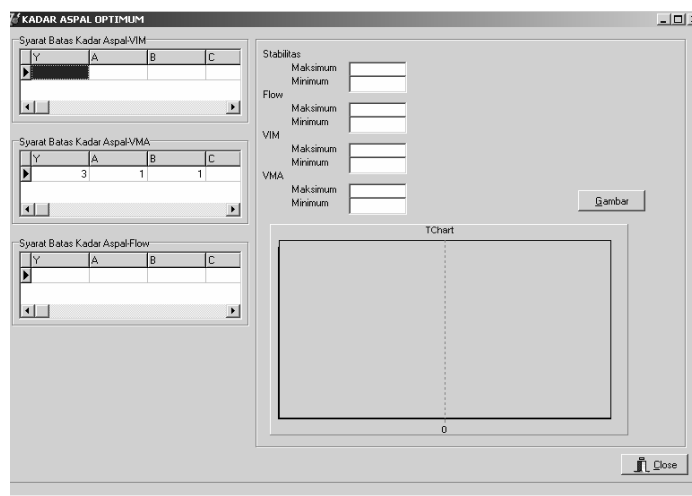 KADAR ASPAL OPTIMUM
Syarat Batas Kadar Aspal-VIM
Y A B C
Syarat Batas Kadar Aspal-VMA
Y A B C
3 1 1
Syarat Batas Kadar Aspal-Flow
Y A B C
Stabilitas
Maksimum
Minimum
Flow
Maksimum
Minimum
VIM
Maksimum
Minimum
VMA
Maksimum
Minimum
Gambar
TChart
0
Close